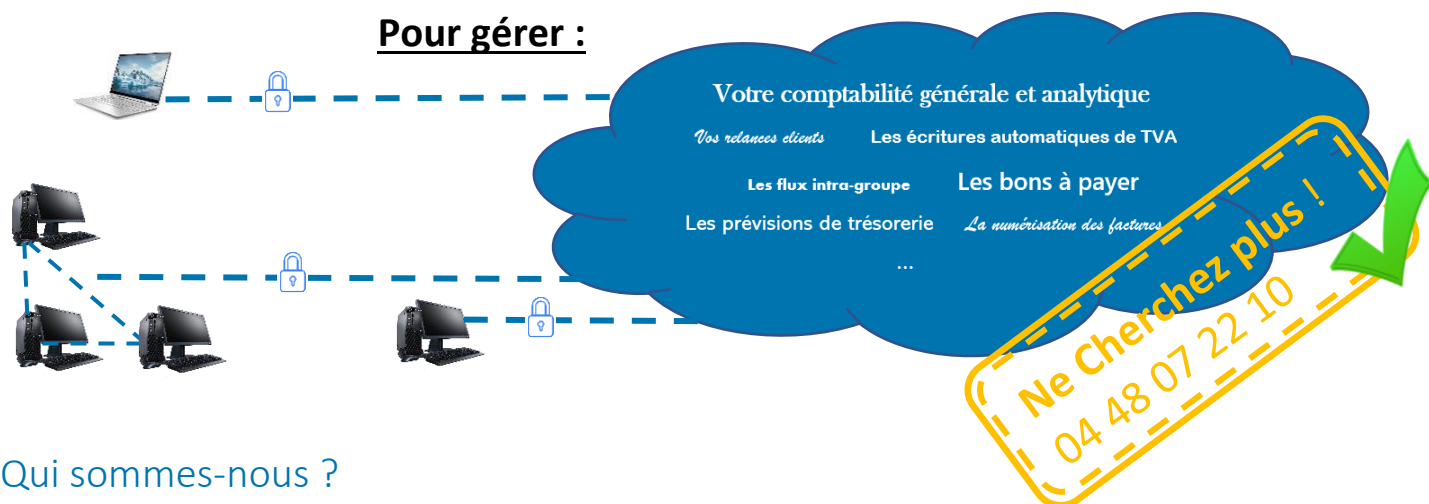 Pour gérer :
Votre comptabilité générale et analytique
Vos relances clients Les écritures automatiques de TVA
Les flux intra-groupe Les bons à payer
Les prévisions de trésorerie La numérisation des factures
...
Ne Cherchez plus !
04 48 07 22 10
Qui sommes-nous ?